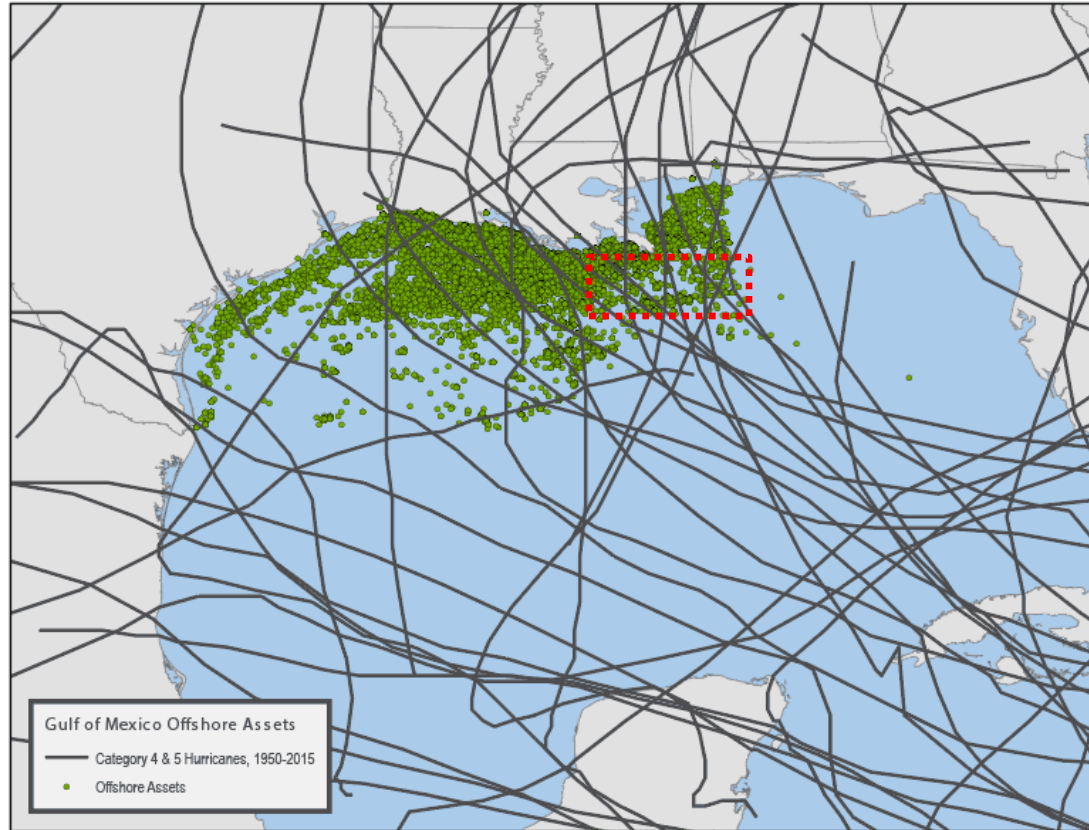 Gulf of Mexico Offshore Assets
Category 4 & 5 Hurricanes, 1950-2015
Offshore Assets